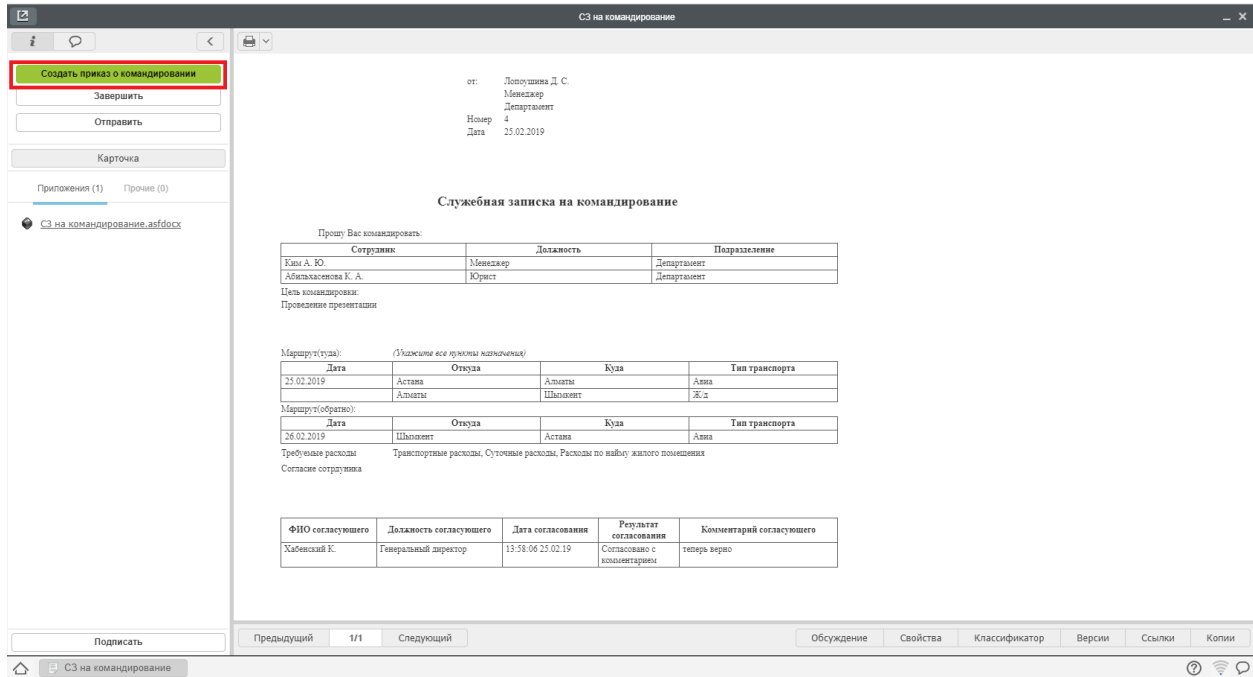 СЗ на командирование
Создать приказ о командировании
Завершить
Отправить
Карточка
Приложения (1) Прочие (0)
СЗ на командирование.asfdocx
от: Лопоушина Д. С.
Менеджер
Департамент
Номер 4
Дата 25.02.2019
Служебная записка на командирование
Прошу Вас командировать:
Сотрудник Должность Подразделение
Ким А. Ю. Менеджер Департамент
Абильхасенова К. А. Юрист Департамент
Цель командировки:
Проведение презентации
Маршрут(туда): (Укажите все пункты назначения)
Дата Откуда Куда Тип транспорта
25.02.2019 Астана Алматы Авиа
Алматы Шымкент Ж/д
Маршрут(обратно):
Дата Откуда Куда Тип транспорта
26.02.2019 Шымкент Астана Авиа
Требуемые расходы Транспортные расходы, Суточные расходы, Расходы по найму жилого помещения
Согласие сотрдуника
ФИО согласующего Должность согласующего Дата согласования Результат согласования Комментарий согласующего
Хабенский К. Генеральный директор 13:58:06 25.02.19 Согласовано с комментарием теперь верно
Подписать
Предыдущий 1/1 Следующий Обсуждение Свойства Классификатор Версии Ссылки Копии
СЗ на командирование